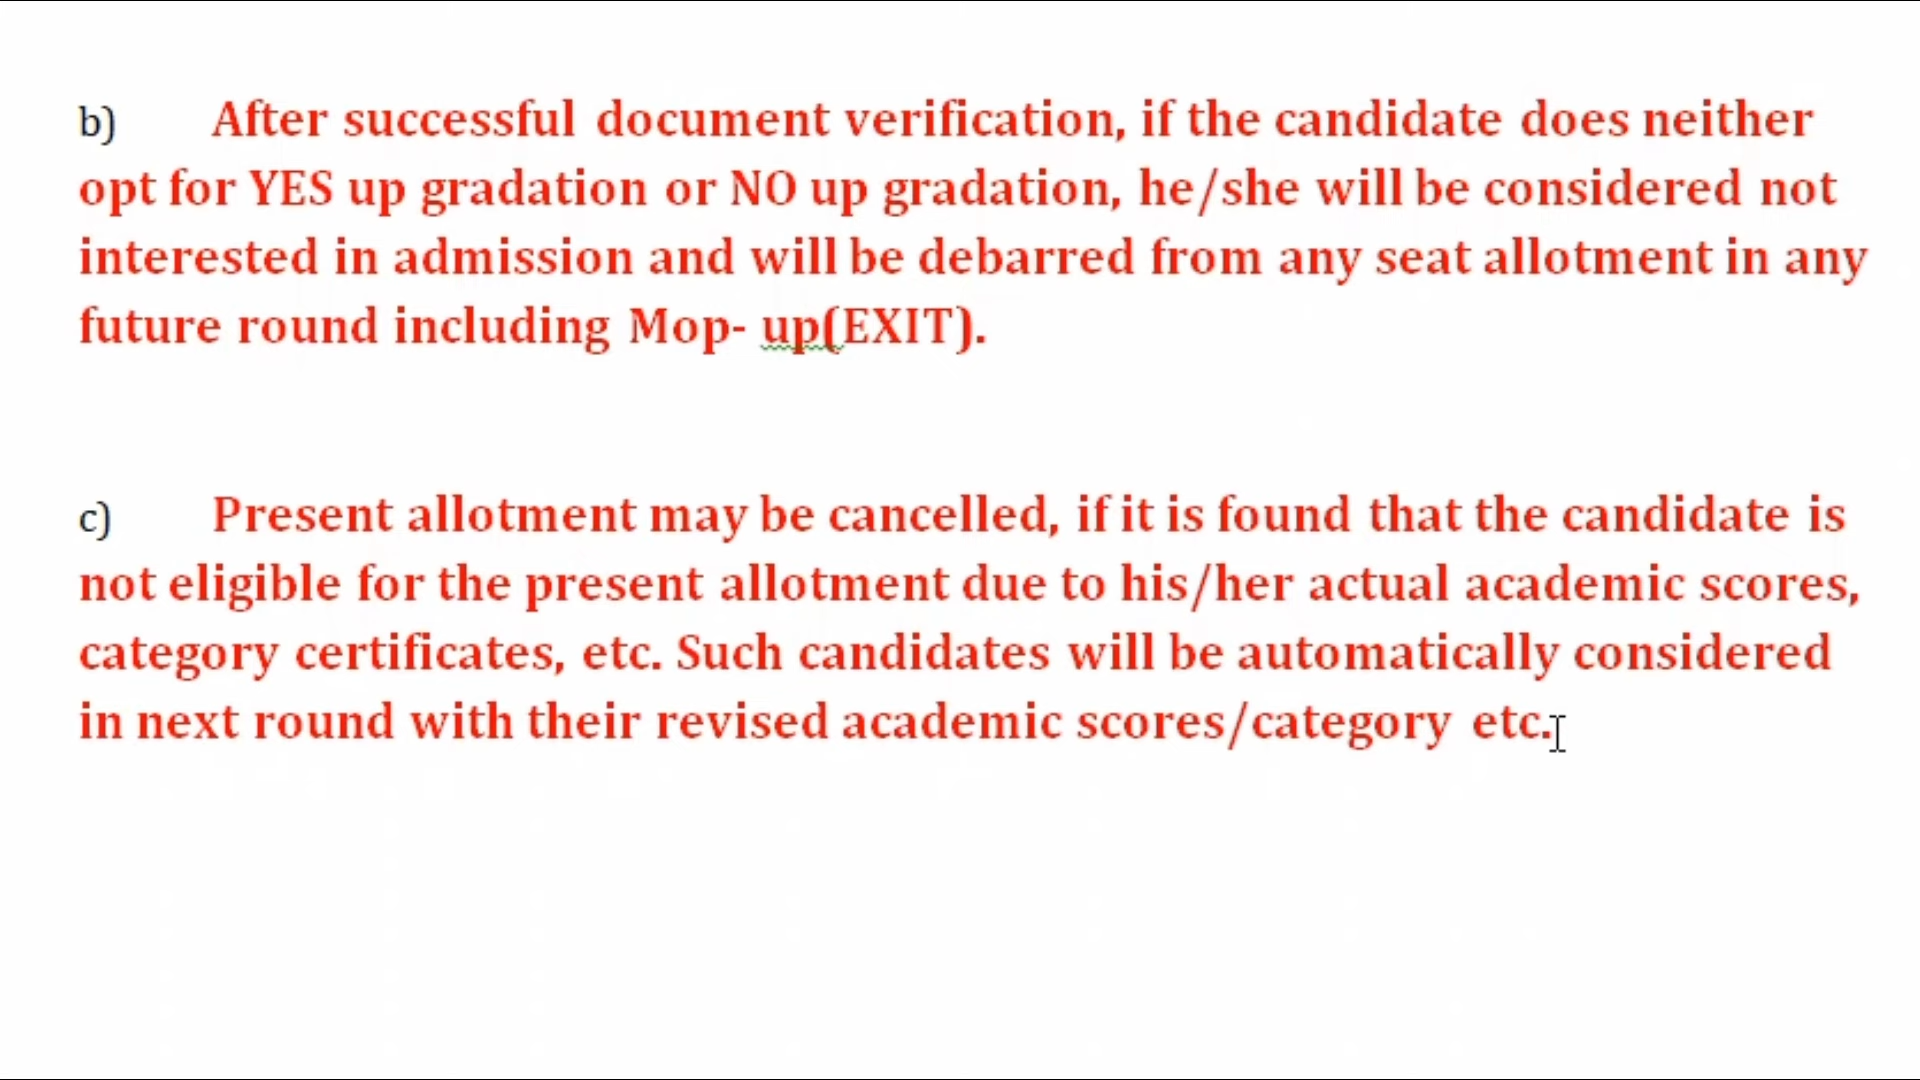 b) After successful document verification, if the candidate does neither
opt for YES up gradation or NO up gradation, he/she will be considered not
interested in admission and will be debarred from any seat allotment in any
future round including Mop- up(EXIT).
c) Present allotment may be cancelled, if it is found that the candidate is
not eligible for the present allotment due to his/her actual academic scores,
category certificates, etc. Such candidates will be automatically considered
in next round with their revised academic scores/category etc.